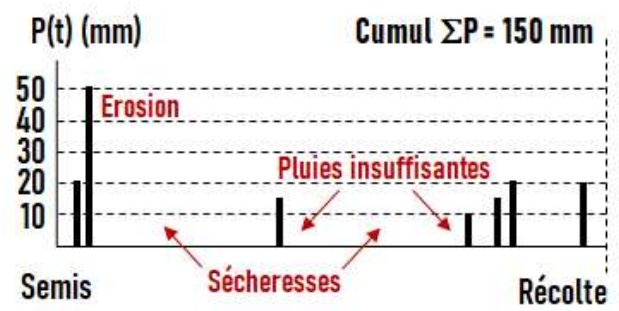 P(t) (mm)
Cumul ΣP = 150 mm
50
40
30
20
10
Erosion
Pluies insuffisantes
Sécheresses
Semis
Récolte